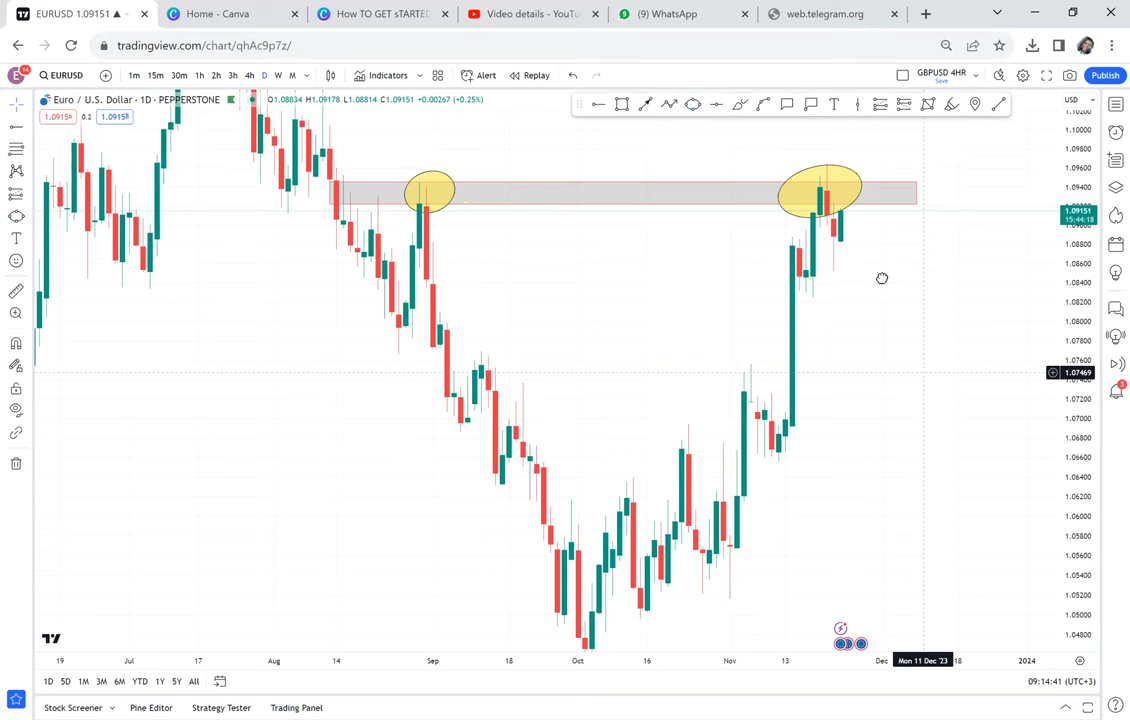 EURUSD 1.09151 ▲
Home - Canva
How TO GET sTARTED
Video details - YouTu
(9) WhatsApp
web.telegram.org
tradingview.com/chart/qhAc9p7z/
E 14
EURUSD
1m 15m 30m 1h 2h 3h 4h D W M
Indicators
Alert
Replay
GBPUSD 4HR
Save
Publish
Euro / U.S. Dollar · 1D · PEPPERSTONE
O1.08834 H1.09178 L1.08814 C1.09151 +0.00267 (+0.25%)
1.09156 0.2 1.09158
USD
1.10200
1.10000
1.09800
1.09600
1.09400
1.09151
15:44:18
1.09000
1.08800
1.08600
1.08400
1.08200
1.08000
1.07800
1.07600
1.07469
1.07200
1.07000
1.06800
1.06600
1.06400
1.06200
1.06000
1.05800
1.05600
1.05400
1.05200
1.05000
1.04800
3
19 Jul 17 Aug 14 Sep 18 Oct 16 Nov 13 Dec Mon 11 Dec '23 18 2024
1D 5D 1M 3M 6M YTD 1Y 5Y All
09:14:41 (UTC+3)
Stock Screener
Pine Editor
Strategy Tester
Trading Panel